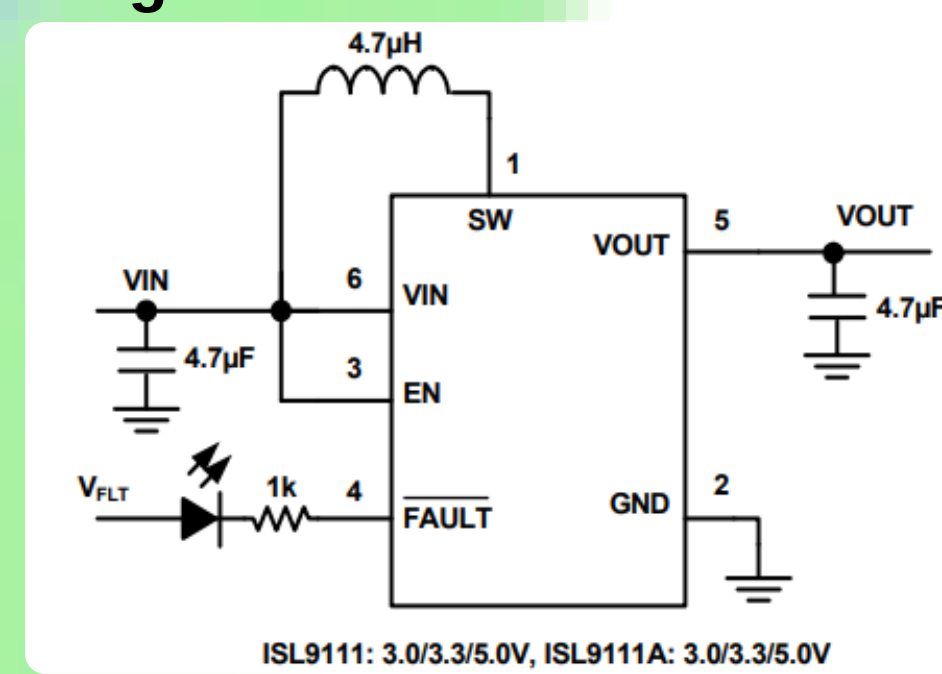 g
4.7µH
1
SW
5
VOUT
VOUT
VIN
6
VIN
4.7µF
4.7µF
3
EN
VFLT
1k
4
FAULT
2
GND
ISL9111: 3.0/3.3/5.0V, ISL9111A: 3.0/3.3/5.0V